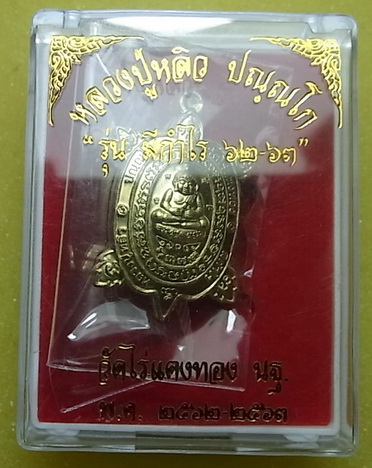 หลวงปู่หลิว ปณฺณโก
"รุ่น มีกำไร ๖๒-๖๓"
วัดไร่แตงทอง นฐ.
พ.ศ. ๒๕๖๒-๒๕๖๓